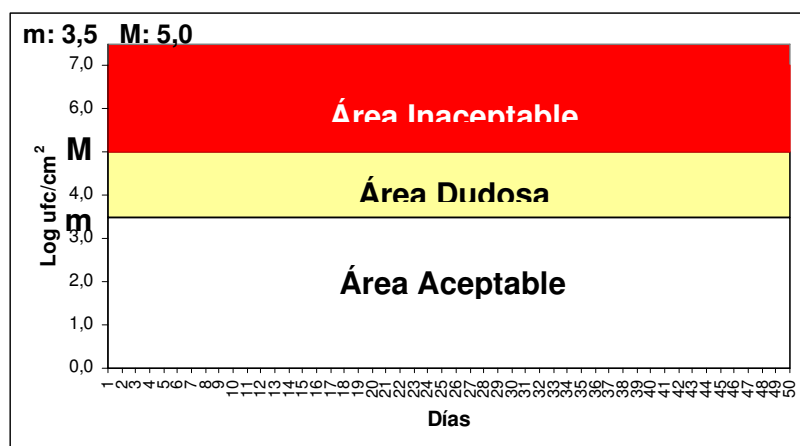 m: 3,5 M: 5,0
7,0
6,0
M
4,0
m
3,0
2,0
1,0
0,0
Log ufc/cm²
Área Inaceptable
Área Dudosa
Área Aceptable
1 2 3 4 5 6 7 8 9 10 11 12 13 14 15 16 17 18 19 20 21 22 23 24 25 26 27 28 29 30 31 32 33 34 35 36 37 38 39 40 41 42 43 44 45 46 47 48 49 50
Días